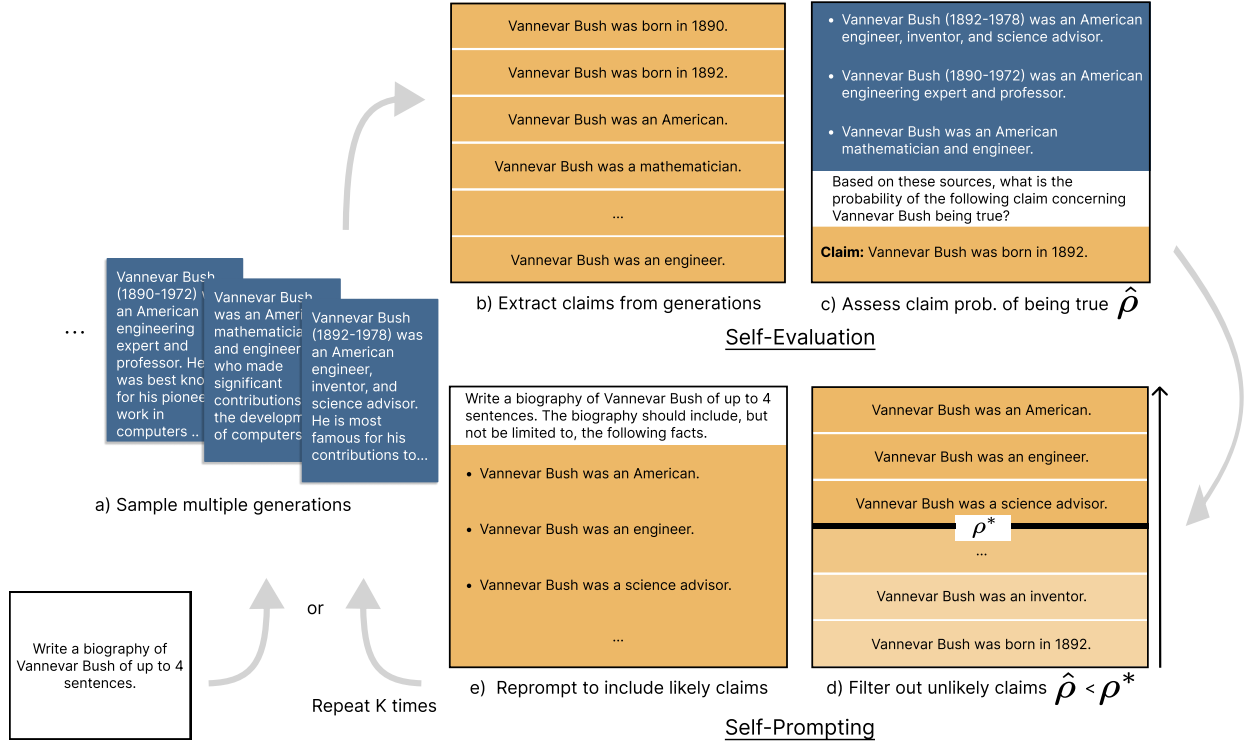 Vannevar Bush was born in 1890.
Vannevar Bush was born in 1892.
Vannevar Bush was an American.
Vannevar Bush was a mathematician.
...
Vannevar Bush was an engineer.
b) Extract claims from generations
• Vannevar Bush (1892-1978) was an American
engineer, inventor, and science advisor.
• Vannevar Bush (1890-1972) was an American
engineering expert and professor.
• Vannevar Bush was an American
mathematician and engineer.
Based on these sources, what is the
probability of the following claim concerning
Vannevar Bush being true?
Claim: Vannevar Bush was born in 1892.
c) Assess claim prob. of being true ρ̂
Self-Evaluation
...
Vannevar Bush
(1890-1972)
an American
engineering
expert and
professor. He
was best
for his
work in
computers ..
Vannevar Bush
was an
and engineer
who made
significant
contributions
the
of computers
Vannevar Bush
(1892-1978) was
an American
engineer,
inventor, and
science advisor.
He is most
famous for his
contributions to...
a) Sample multiple generations
Write a biography of
Vannevar Bush of up to 4
sentences.
or
Repeat K times
Write a biography of Vannevar Bush of up to 4
sentences. The biography should include, but
not be limited to, the following facts.
• Vannevar Bush was an American.
• Vannevar Bush was an engineer.
• Vannevar Bush was a science advisor.
...
e) Reprompt to include likely claims
Vannevar Bush was an American.
Vannevar Bush was an engineer.
Vannevar Bush was a science advisor.
ρ*
...
Vannevar Bush was an inventor.
Vannevar Bush was born in 1892.
d) Filter out unlikely claims ρ̂ < ρ*
Self-Prompting